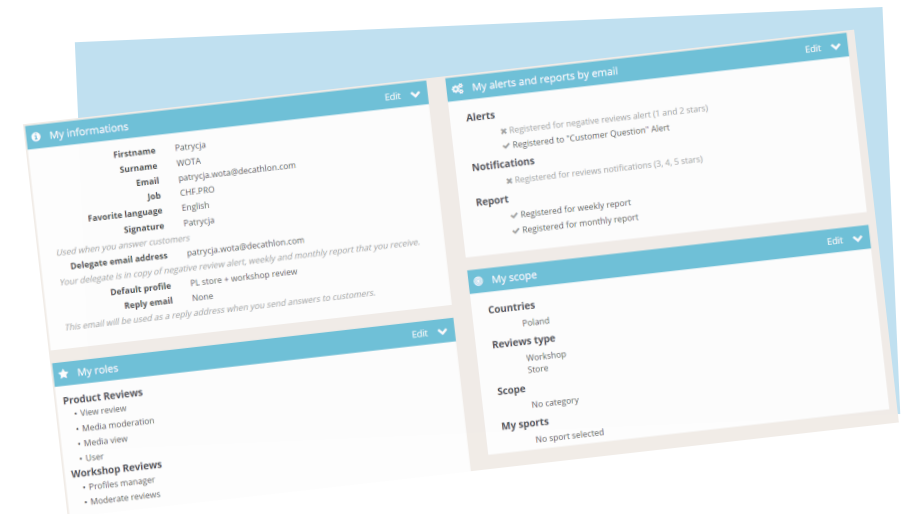 My informations Edit
Firstname Patrycja
Surname WOTA
Email patrycja.wota@decathlon.com
Job CHF.PRO
Favorite language English
Signature Patrycja
Used when you answer customers
Delegate email address patrycja.wota@decathlon.com
Your delegate is in copy of negative review alert, weekly and monthly report that you receive.
Default profile PL store + workshop review
Reply email None
This email will be used as a reply address when you send answers to customers.
My roles Edit
Product Reviews
• View review
• Media moderation
• Media view
• User
Workshop Reviews
• Profiles manager
• Moderate reviews
My alerts and reports by email Edit
Alerts
Registered for negative reviews alert (1 and 2 stars)
Registered to "Customer Question" Alert
Notifications
Registered for reviews notifications (3, 4, 5 stars)
Report
Registered for weekly report
Registered for monthly report
My scope Edit
Countries
Poland
Reviews type
Workshop
Store
Scope
No category
My sports
No sport selected